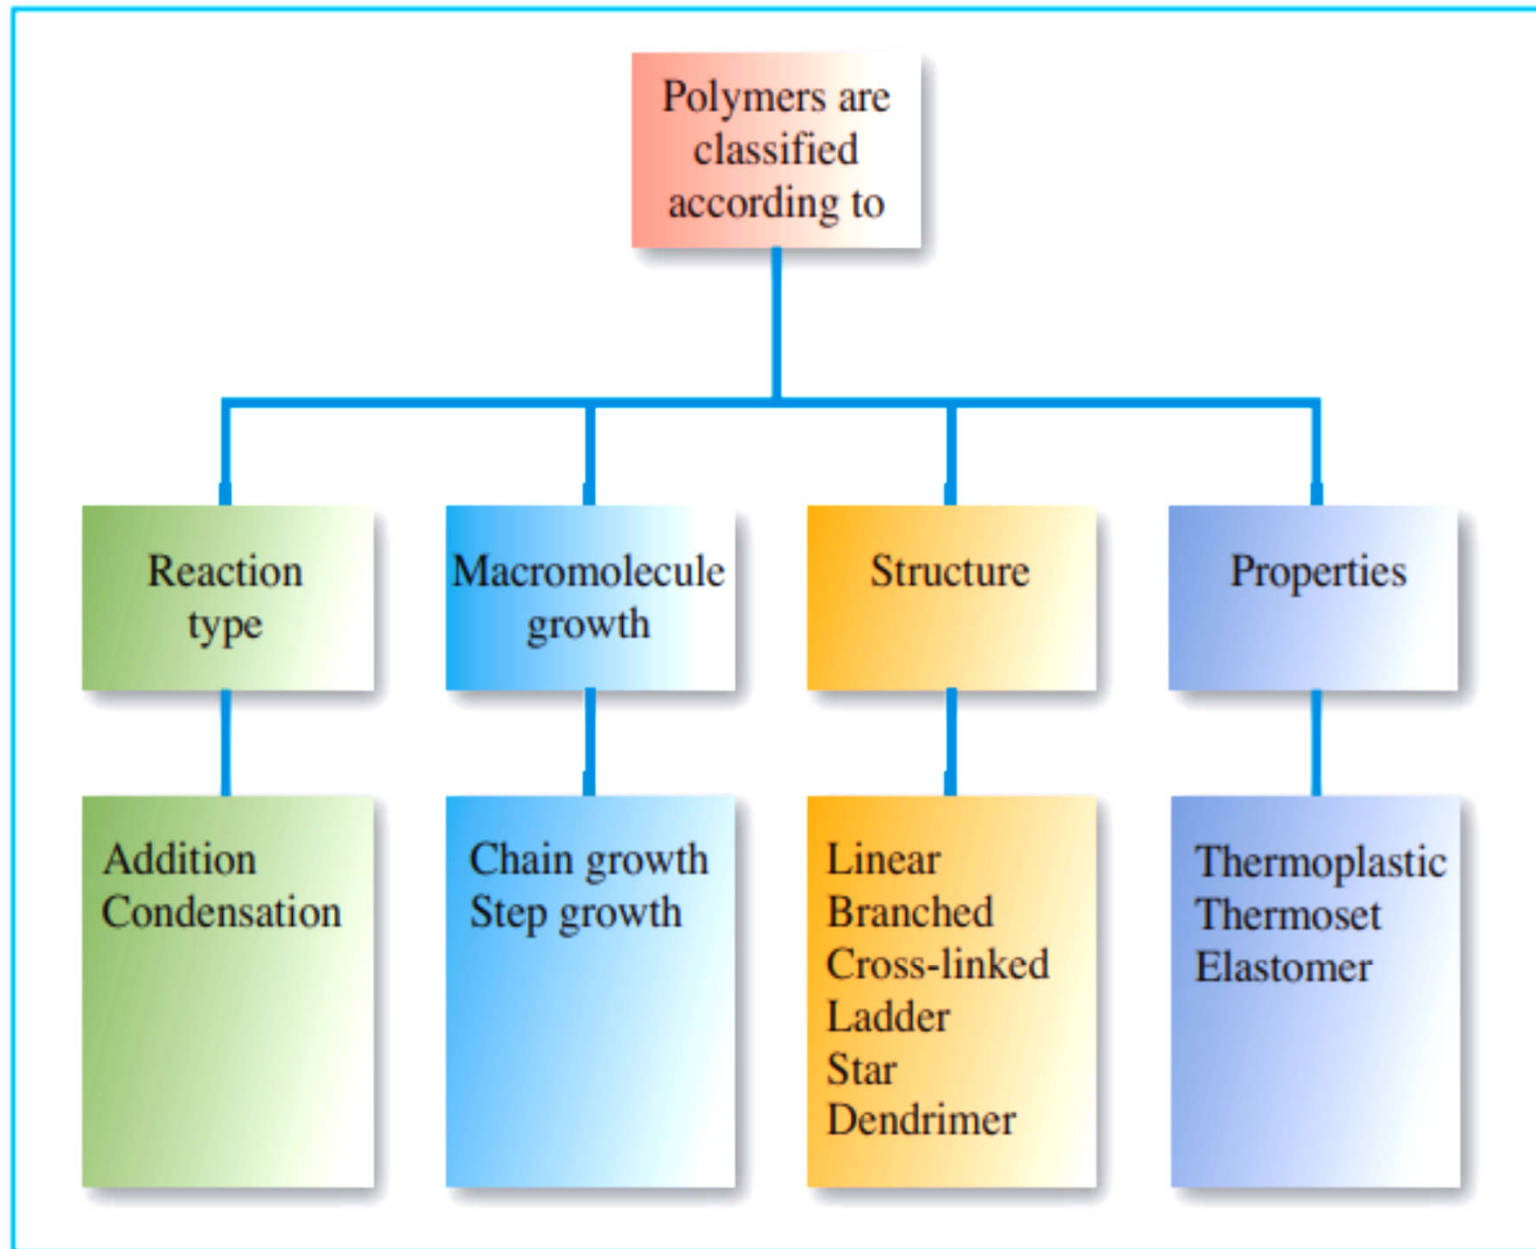 Polymers are
classified
according to
Reaction
type
Macromolecule
growth
Structure
Properties
Addition
Condensation
Chain growth
Step growth
Linear
Branched
Cross-linked
Ladder
Star
Dendrimer
Thermoplastic
Thermoset
Elastomer